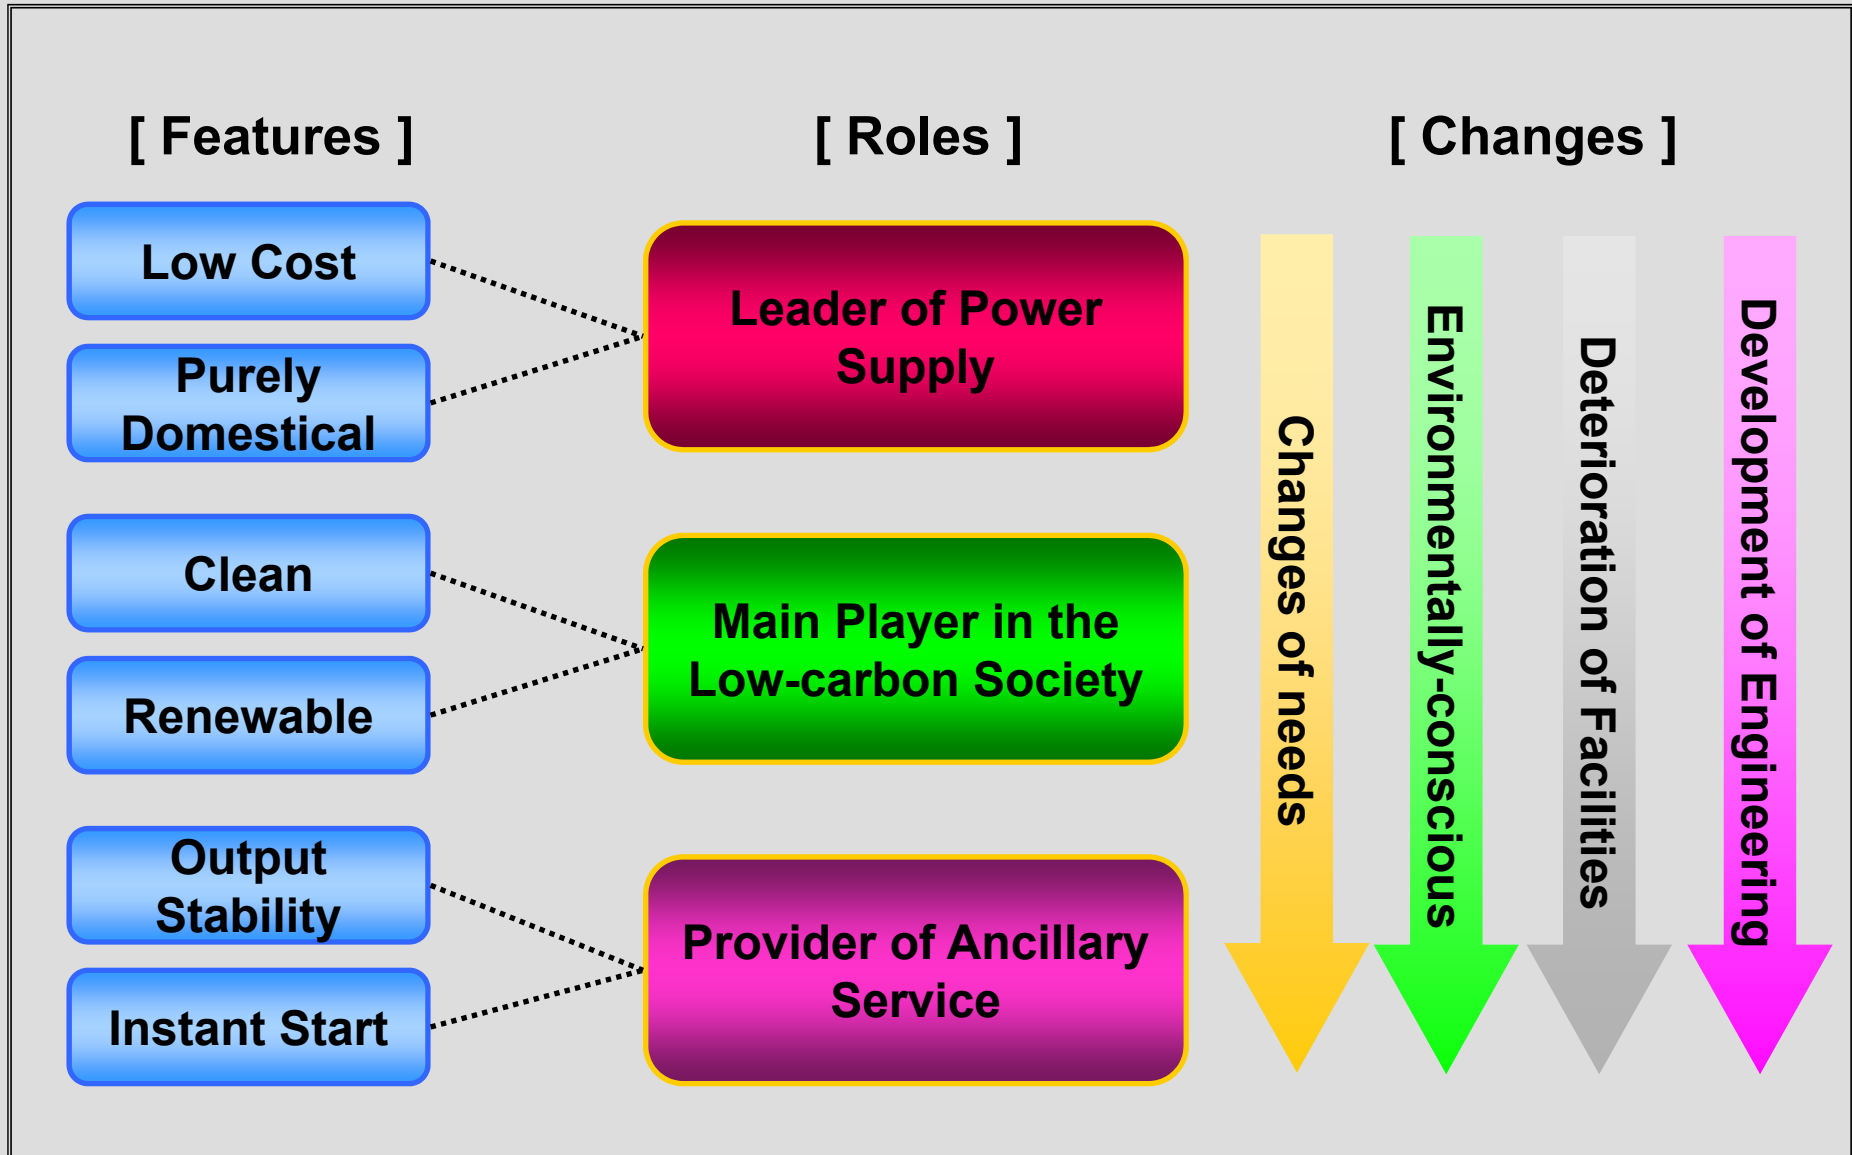 [ Features ]
[ Roles ]
[ Changes ]
Low Cost
Purely
Domestical
Clean
Renewable
Output
Stability
Instant Start
Leader of Power
Supply
Main Player in the
Low-carbon Society
Provider of Ancillary
Service
Changes of needs
Environmentally-conscious
Deterioration of Facilities
Development of Engineering